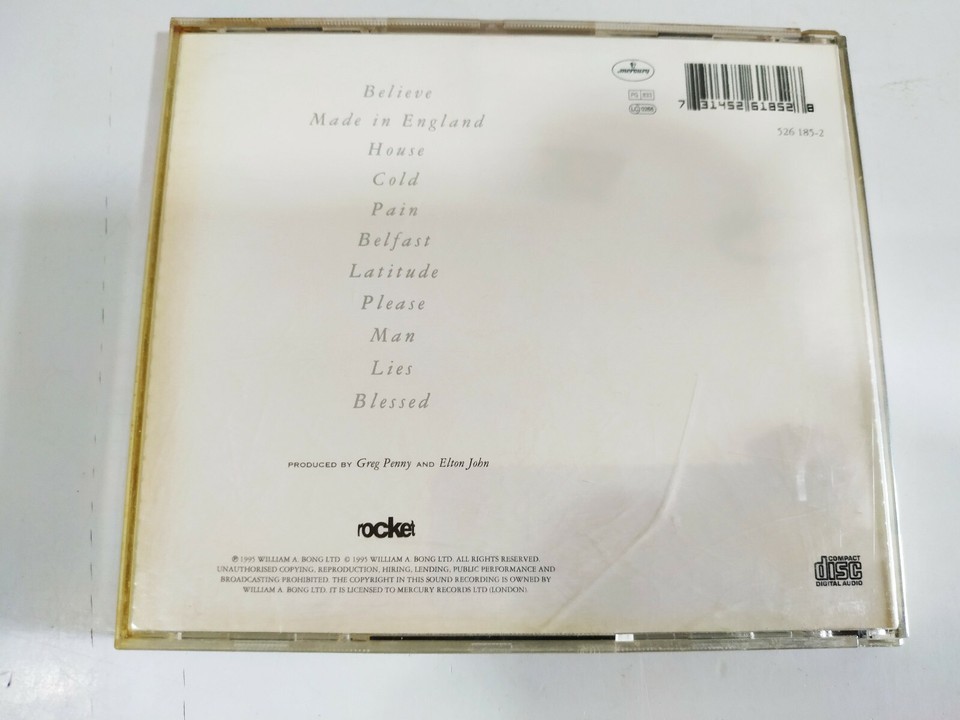 Believe
Made in England
House
Cold
Pain
Belfast
Latitude
Please
Man
Lies
Blessed
PRODUCED BY Greg Penny AND Elton John
rocket
℗ 1995 WILLIAM A. BONG LTD. © 1995 WILLIAM A. BONG LTD. ALL RIGHTS RESERVED.
UNAUTHORISED COPYING, REPRODUCTION, HIRING, LENDING, PUBLIC PERFORMANCE AND
BROADCASTING PROHIBITED. THE COPYRIGHT IN THIS SOUND RECORDING IS OWNED BY
WILLIAM A. BONG LTD. IT IS LICENSED TO MERCURY RECORDS LTD (LONDON).
mercury
7 31452 61852 8
526 185-2
COMPACT
disc
DIGITAL AUDIO